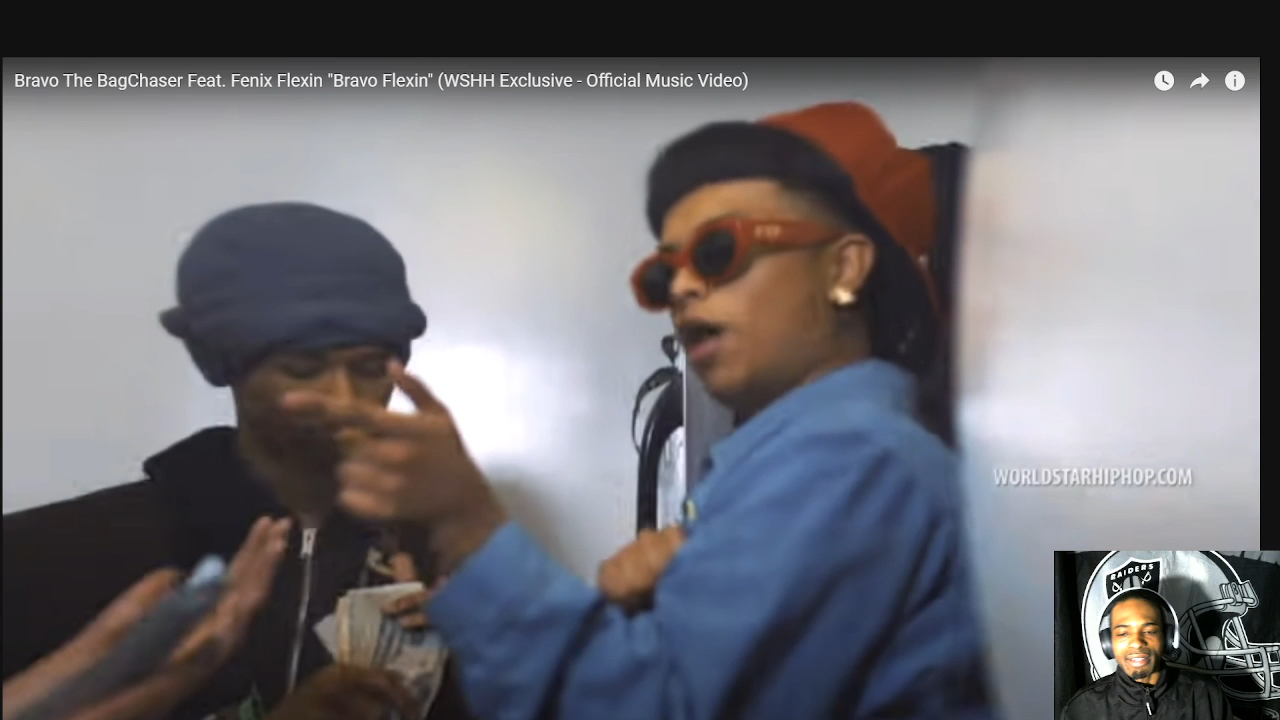 Bravo The BagChaser Feat. Fenix Flexin "Bravo Flexin" (WSHH Exclusive - Official Music Video)
WORLDSTARHIPHOP.COM
RAIDERS